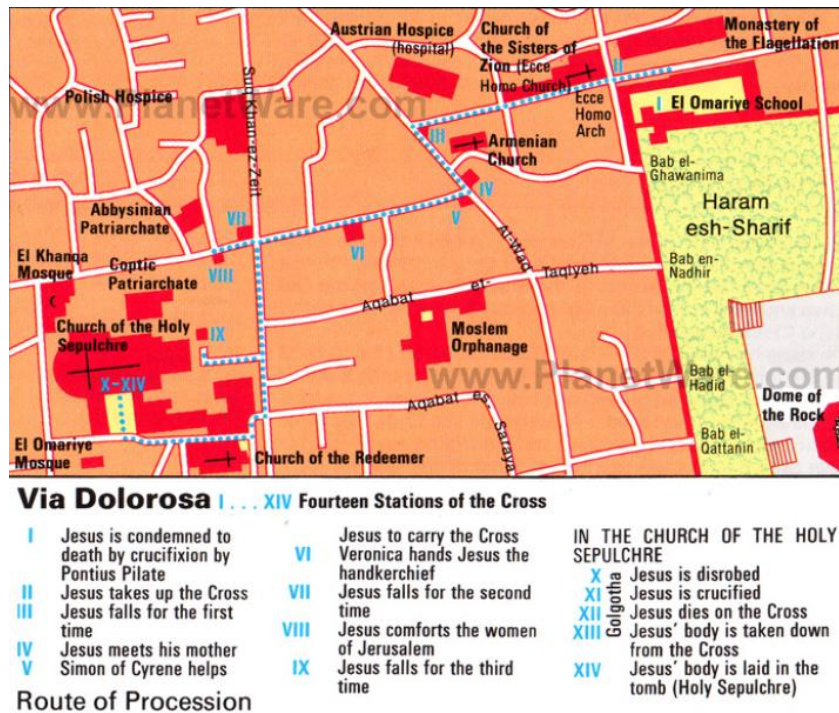 Austrian Hospice
(hospital)
Church of
the Sisters of
Zion (Ecce
Homo Church)
II
Monastery
of the Flagellation
www.PlanetWare.com
Polish Hospice
Suq Khan-ez-Zeit
I
El Omariye School
Ecce
Homo
Arch
III
Armenian
Church
Bab el-
Ghawanima
IV
Haram
esh-Sharif
Abbysinian
Patriarchate
VII
V
El Khanqa
Mosque
Coptic
Patriarchate
VIII
VI
Al-Wad
Bab en-
Nadhir
Aqabat et-Taqiyeh
Church of the Holy
Sepulchre
IX
Moslem
Orphanage
www.PlanetWare.com
X-XIV
Bab el-
Hadid
Aqabat es-Saraya
Dome of
the Rock
El Omariye
Mosque
Church of the Redeemer
Bab el-
Qattanin
Via Dolorosa I . . . XIV Fourteen Stations of the Cross
I Jesus is condemned to
death by crucifixion by
Pontius Pilate
II Jesus takes up the Cross
III Jesus falls for the first
time
IV Jesus meets his mother
V Simon of Cyrene helps
Jesus to carry the Cross
VI Veronica hands Jesus the
handkerchief
VII Jesus falls for the second
time
VIII Jesus comforts the women
of Jerusalem
IX Jesus falls for the third
time
IN THE CHURCH OF THE HOLY
SEPULCHRE
Golgotha
X Jesus is disrobed
XI Jesus is crucified
XII Jesus dies on the Cross
XIII Jesus' body is taken down
from the Cross
XIV Jesus' body is laid in the
tomb (Holy Sepulchre)
Route of Procession